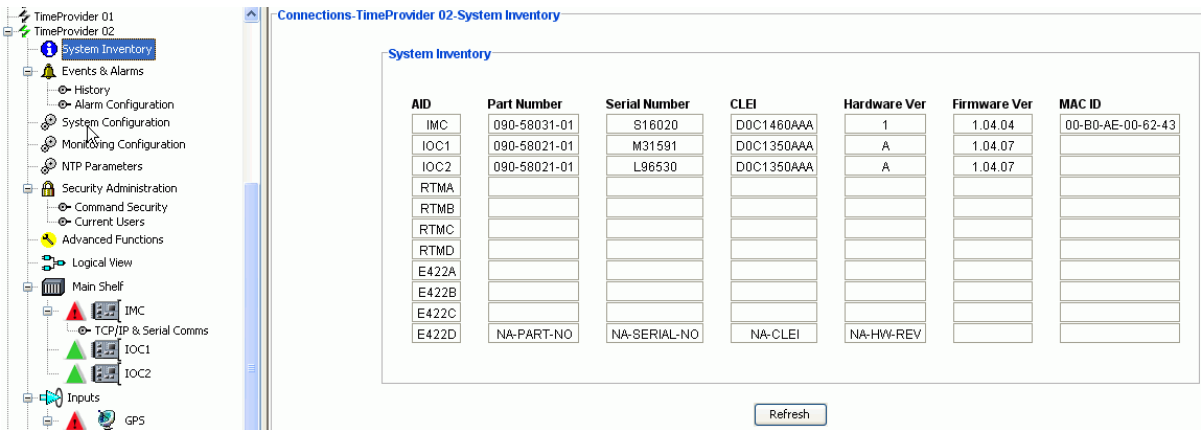 TimeProvider 01
TimeProvider 02
System Inventory
Events & Alarms
History
Alarm Configuration
System Configuration
Monitoring Configuration
NTP Parameters
Security Administration
Command Security
Current Users
Advanced Functions
Logical View
Main Shelf
IMC
TCP/IP & Serial Comms
IOC1
IOC2
Inputs
GPS
Connections-TimeProvider 02-System Inventory
System Inventory
AID Part Number Serial Number CLEI Hardware Ver Firmware Ver MAC ID
IMC 090-58031-01 S16020 D0C1460AAA 1 1.04.04 00-B0-AE-00-62-43
IOC1 090-58021-01 M31591 D0C1350AAA A 1.04.07
IOC2 090-58021-01 L96530 D0C1350AAA A 1.04.07
RTMA
RTMB
RTMC
RTMD
E422A
E422B
E422C
E422D NA-PART-NO NA-SERIAL-NO NA-CLEI NA-HW-REV
Refresh